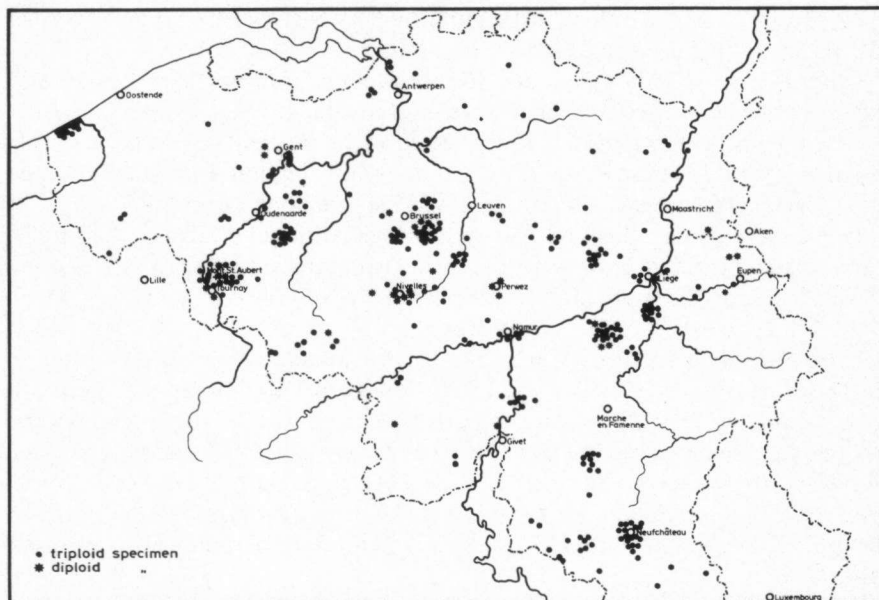 Antwerpen
Oostende
Gent
Leuven
Maastricht
Oudenaarde
Brussel
Aken
Mont St. Aubert
Lille
Liège
Eupen
Tournay
Nivelles
Perwez
Namur
Marche
en Famenne
Givet
Neufchâteau
• triploid specimen
✱ diploid "
Luxembourg